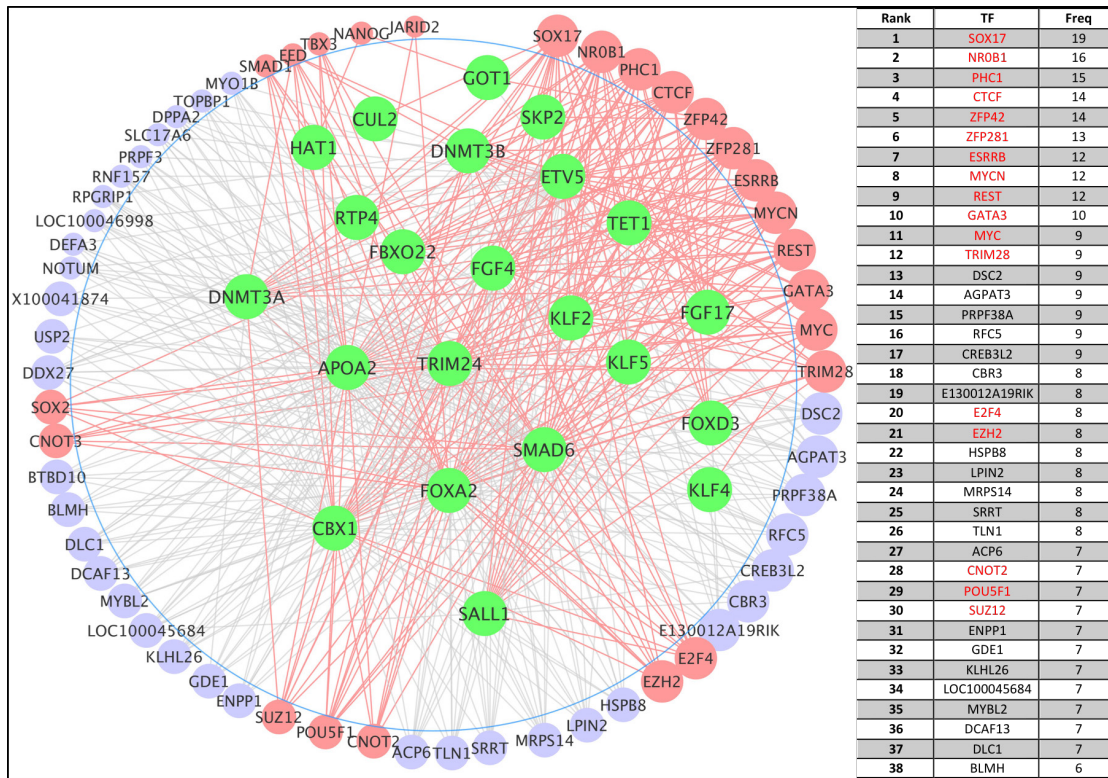 JARID2
NANOG
TBX3
EED
SMAD1
MYO1B
TOPBP1
DPPA2
SLC17A6
PRPF3
RNF157
RPGRIP1
LOC100046998
DEFA3
NOTUM
X100041874
USP2
DDX27
SOX2
CNOT3
BTBD10
BLMH
DLC1
DCAF13
MYBL2
LOC100045684
KLHL26
GDE1
ENPP1
SUZ12
POU5F1
CNOT2
ACP6
TLN1
SRRT
MRPS14
LPIN2
HSPB8
EZH2
E2F4
E130012A19RIK
CBR3
CREB3L2
RFC5
PRPF38A
AGPAT3
DSC2
TRIM28
MYC
GATA3
REST
MYCN
ESRRB
ZFP281
ZFP42
CTCF
PHC1
NR0B1
SOX17
GOT1
CUL2
SKP2
HAT1
DNMT3B
ETV5
RTP4
TET1
FBXO22
FGF4
DNMT3A
KLF2
FGF17
APOA2
TRIM24
KLF5
FOXD3
SMAD6
FOXA2
KLF4
CBX1
SALL1
Rank TF Freq
1 SOX17 19
2 NR0B1 16
3 PHC1 15
4 CTCF 14
5 ZFP42 14
6 ZFP281 13
7 ESRRB 12
8 MYCN 12
9 REST 12
10 GATA3 10
11 MYC 9
12 TRIM28 9
13 DSC2 9
14 AGPAT3 9
15 PRPF38A 9
16 RFC5 9
17 CREB3L2 9
18 CBR3 8
19 E130012A19RIK 8
20 E2F4 8
21 EZH2 8
22 HSPB8 8
23 LPIN2 8
24 MRPS14 8
25 SRRT 8
26 TLN1 8
27 ACP6 7
28 CNOT2 7
29 POU5F1 7
30 SUZ12 7
31 ENPP1 7
32 GDE1 7
33 KLHL26 7
34 LOC100045684 7
35 MYBL2 7
36 DCAF13 7
37 DLC1 7
38 BLMH 6